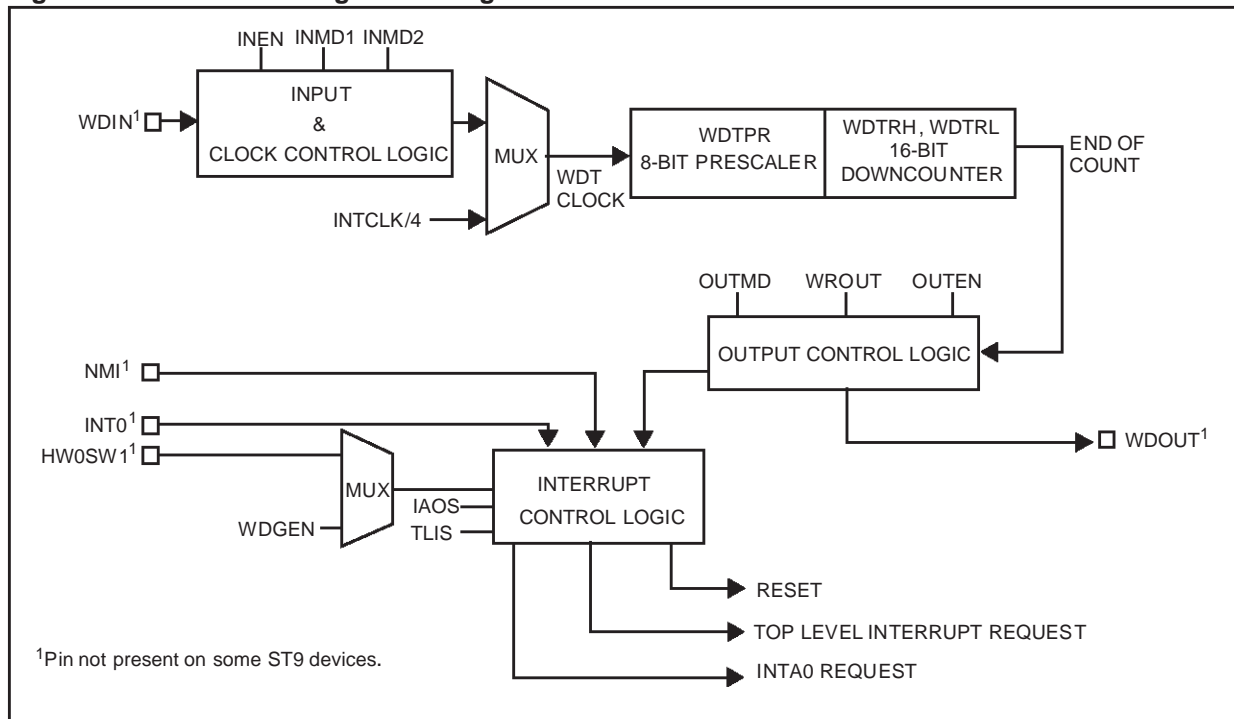 INEN INMD1 INMD2
INPUT
&
CLOCK CONTROL LOGIC
WDIN1
MUX
WDT
CLOCK
INTCLK/4
WDTPR
8-BIT PRESCALER
WDTRH, WDTRL
16-BIT
DOWNCOUNTER
END OF
COUNT
OUTMD WROUT OUTEN
OUTPUT CONTROL LOGIC
NMI1
INT01
HW0SW11
MUX
WDGEN
IAOS
TLIS
INTERRUPT
CONTROL LOGIC
WDOUT1
RESET
TOP LEVEL INTERRUPT REQUEST
INTA0 REQUEST
1Pin not present on some ST9 devices.